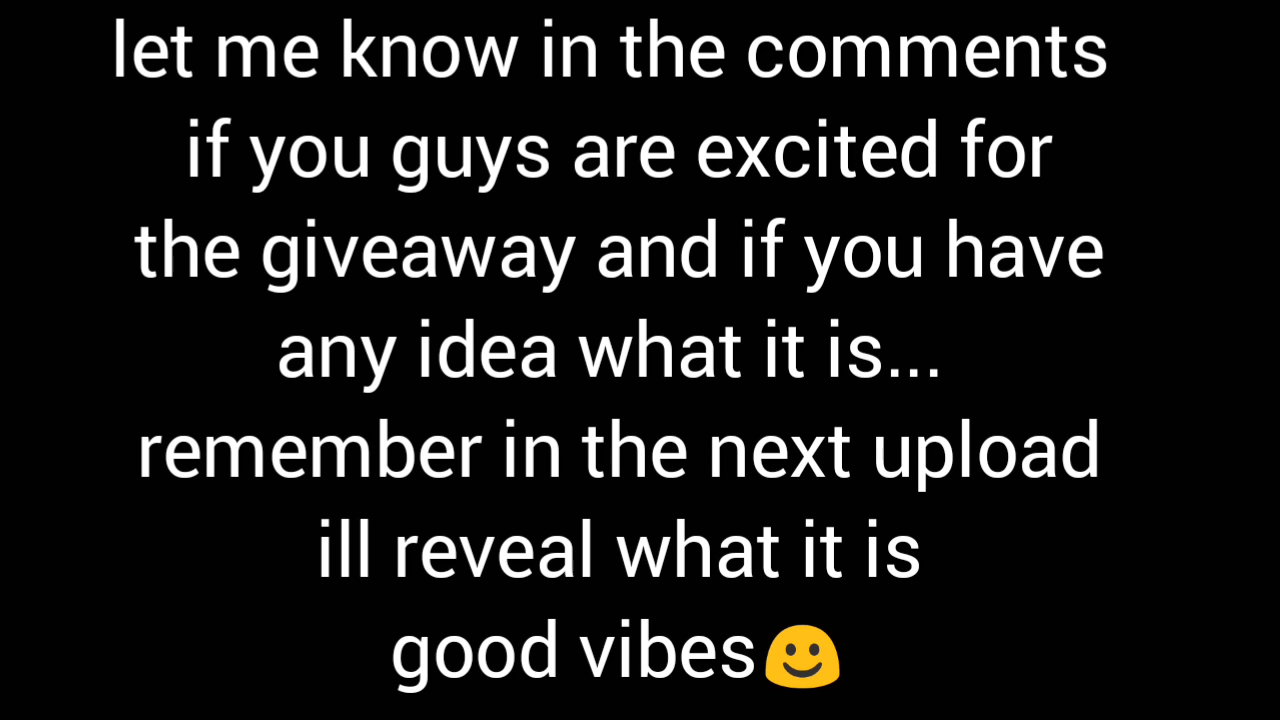 let me know in the comments
if you guys are excited for
the giveaway and if you have
any idea what it is...
remember in the next upload
ill reveal what it is
good vibes🙂